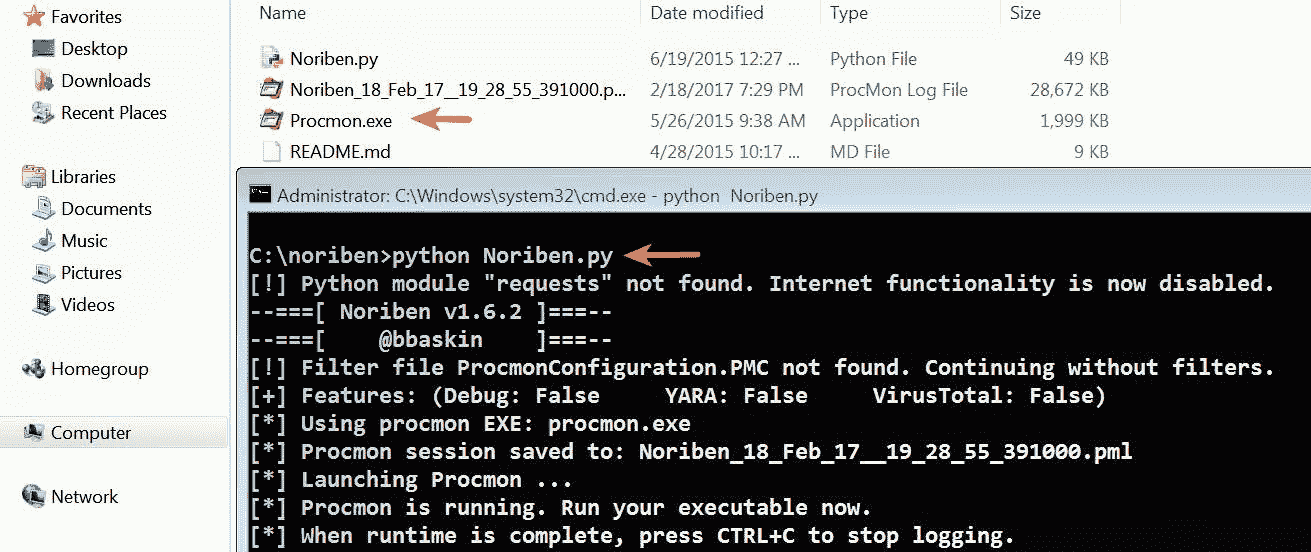 Favorites
Desktop
Downloads
Recent Places
Libraries
Documents
Music
Pictures
Videos
Homegroup
Computer
Network
Name Date modified Type Size
Noriben.py 6/19/2015 12:27 ... Python File 49 KB
Noriben_18_Feb_17__19_28_55_391000.p... 2/18/2017 7:29 PM ProcMon Log File 28,672 KB
Procmon.exe 5/26/2015 9:38 AM Application 1,999 KB
README.md 4/28/2015 10:17 ... MD File 9 KB
Administrator: C:\Windows\system32\cmd.exe - python Noriben.py
C:\noriben>python Noriben.py
[!] Python module "requests" not found. Internet functionality is now disabled.
--===[ Noriben v1.6.2 ]===--
--===[ @bbaskin ]===--
[!] Filter file ProcmonConfiguration.PMC not found. Continuing without filters.
[+] Features: (Debug: False YARA: False VirusTotal: False)
[*] Using procmon EXE: procmon.exe
[*] Procmon session saved to: Noriben_18_Feb_17__19_28_55_391000.pml
[*] Launching Procmon ...
[*] Procmon is running. Run your executable now.
[*] When runtime is complete, press CTRL+C to stop logging.